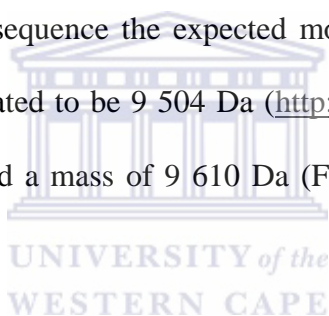 sequence the expected mo
ated to be 9 504 Da (http:
d a mass of 9 610 Da (F
UNIVERSITY of the
WESTERN CAPE